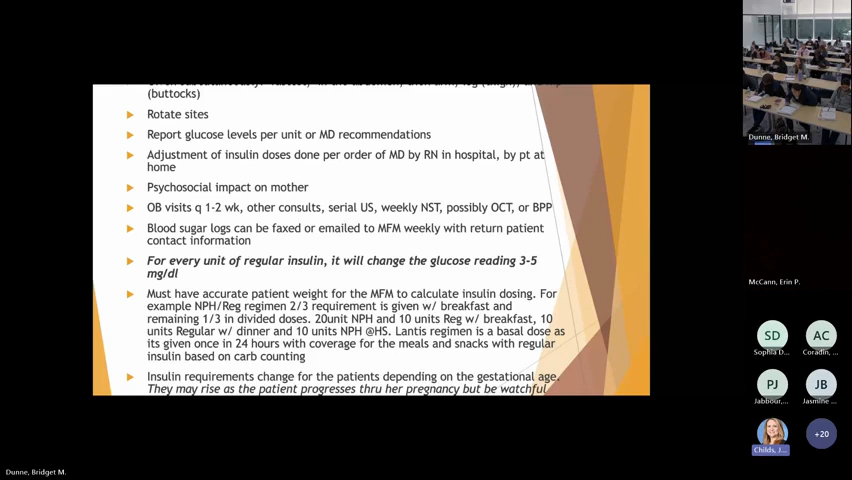 (buttocks)
Rotate sites
Report glucose levels per unit or MD recommendations
Adjustment of insulin doses done per order of MD by RN in hospital, by pt at
home
Psychosocial impact on mother
OB visits q 1-2 wk, other consults, serial US, weekly NST, possibly OCT, or BPP
Blood sugar logs can be faxed or emailed to MFM weekly with return patient
contact information
For every unit of regular insulin, it will change the glucose reading 3-5
mg/dl
Must have accurate patient weight for the MFM to calculate insulin dosing. For
example NPH/Reg regimen 2/3 requirement is given w/ breakfast and
remaining 1/3 in divided doses. 20unit NPH and 10 units Reg w/ breakfast, 10
units Regular w/ dinner and 10 units NPH @HS. Lantis regimen is a basal dose as
its given once in 24 hours with coverage for the meals and snacks with regular
insulin based on carb counting
Insulin requirements change for the patients depending on the gestational age.
They may rise as the patient progresses thru her pregnancy but be watchful
Dunne, Bridget M.
McCann, Erin P.
SD
AC
Sophia D...
Coradin, ...
PJ
JB
Jabbour,...
Jasmine ...
+20
Childs, J...
Dunne, Bridget M.